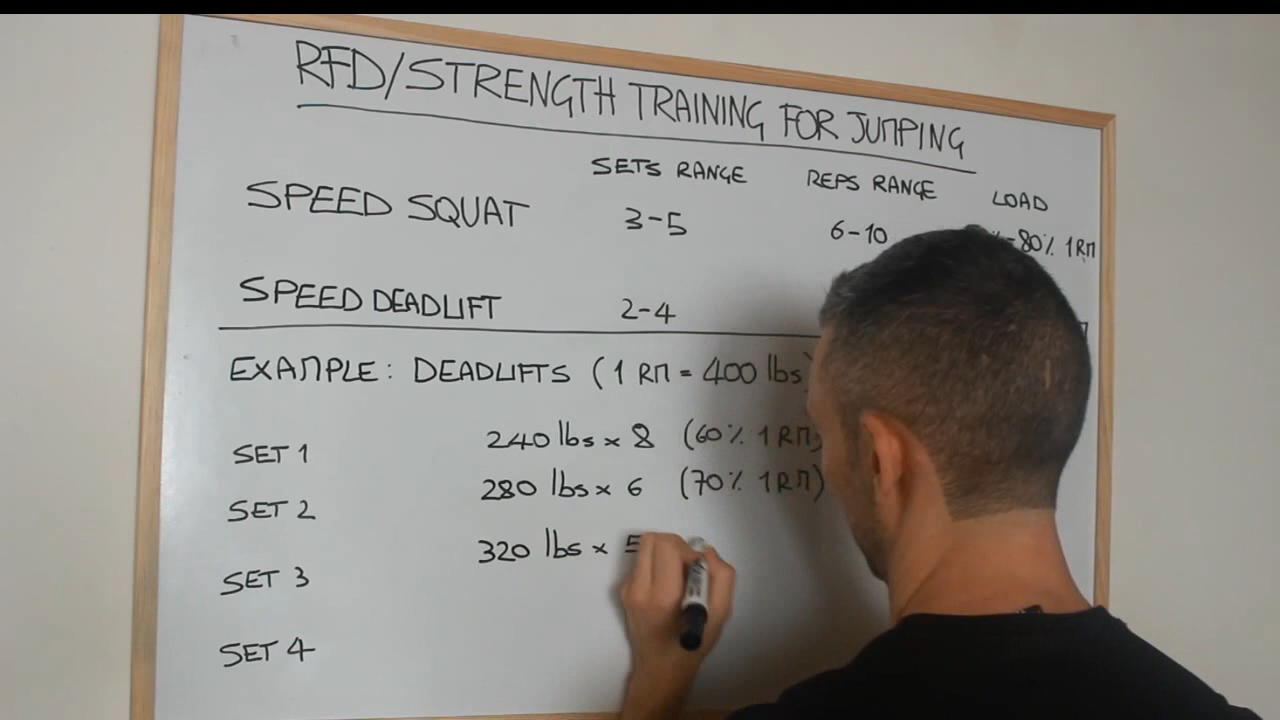 RFD/STRENGTH TRAINING FOR JUMPING
SETS RANGE REPS RANGE LOAD
SPEED SQUAT 3-5 6-10 -80% 1RM
SPEED DEADLIFT 2-4
EXAMPLE: DEADLIFTS (1 RM = 400 lbs)
SET 1 240 lbs x 8 (60% 1RM)
SET 2 280 lbs x 6 (70% 1RM)
SET 3 320 lbs x 5
SET 4